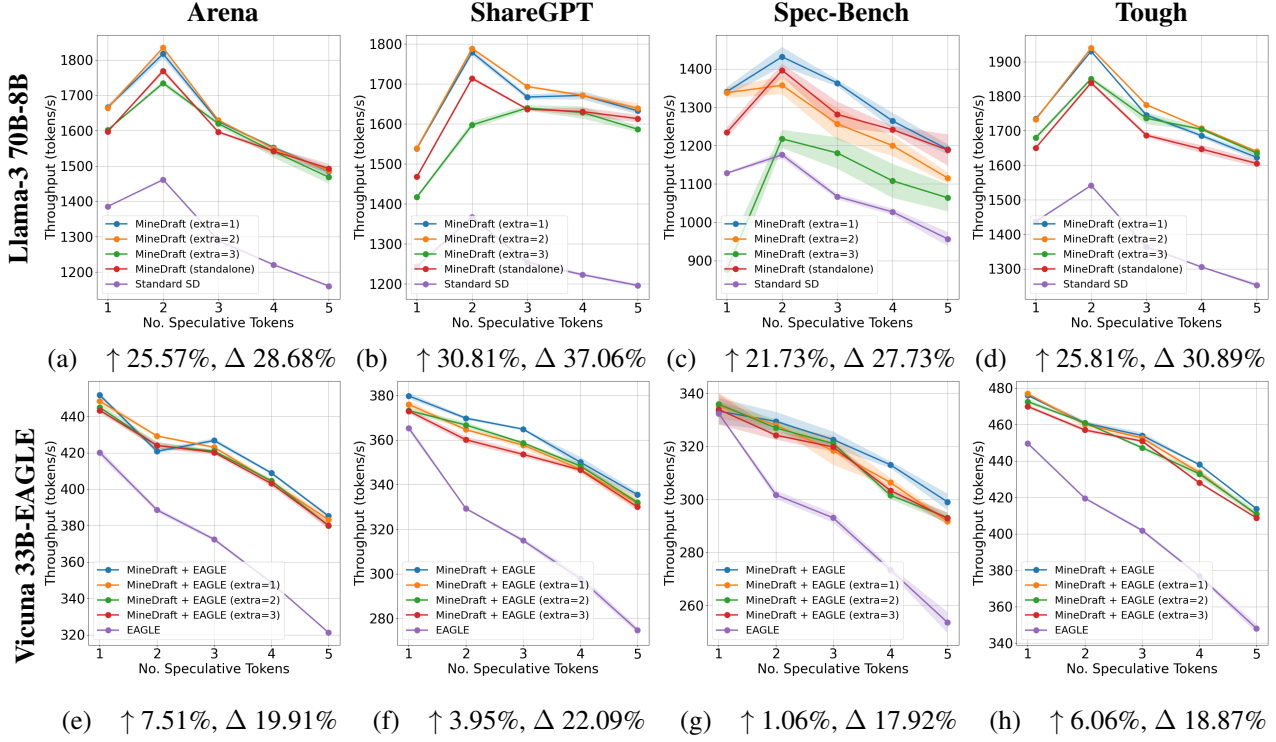 Arena
ShareGPT
Spec-Bench
Tough
Llama-3 70B-8B
Throughput (tokens/s)
1800
1700
1600
1500
1400
1300
1200
MineDraft (extra=1)
MineDraft (extra=2)
MineDraft (extra=3)
MineDraft (standalone)
Standard SD
1 2 3 4 5
No. Speculative Tokens
Throughput (tokens/s)
1800
1700
1600
1500
1400
1300
1200
MineDraft (extra=1)
MineDraft (extra=2)
MineDraft (extra=3)
MineDraft (standalone)
Standard SD
1 2 3 4 5
No. Speculative Tokens
Throughput (tokens/s)
1400
1300
1200
1100
1000
900
MineDraft (extra=1)
MineDraft (extra=2)
MineDraft (extra=3)
MineDraft (standalone)
Standard SD
1 2 3 4 5
No. Speculative Tokens
Throughput (tokens/s)
1900
1800
1700
1600
1500
1400
1300
MineDraft (extra=1)
MineDraft (extra=2)
MineDraft (extra=3)
MineDraft (standalone)
Standard SD
1 2 3 4 5
No. Speculative Tokens
(a) ↑ 25.57%, Δ 28.68%
(b) ↑ 30.81%, Δ 37.06%
(c) ↑ 21.73%, Δ 27.73%
(d) ↑ 25.81%, Δ 30.89%
Vicuna 33B-EAGLE
Throughput (tokens/s)
440
420
400
380
360
340
320
MineDraft + EAGLE
MineDraft + EAGLE (extra=1)
MineDraft + EAGLE (extra=2)
MineDraft + EAGLE (extra=3)
EAGLE
1 2 3 4 5
No. Speculative Tokens
Throughput (tokens/s)
380
360
340
320
300
280
MineDraft + EAGLE
MineDraft + EAGLE (extra=1)
MineDraft + EAGLE (extra=2)
MineDraft + EAGLE (extra=3)
EAGLE
1 2 3 4 5
No. Speculative Tokens
Throughput (tokens/s)
340
320
300
280
260
MineDraft + EAGLE
MineDraft + EAGLE (extra=1)
MineDraft + EAGLE (extra=2)
MineDraft + EAGLE (extra=3)
EAGLE
1 2 3 4 5
No. Speculative Tokens
Throughput (tokens/s)
480
460
440
420
400
380
360
340
MineDraft + EAGLE
MineDraft + EAGLE (extra=1)
MineDraft + EAGLE (extra=2)
MineDraft + EAGLE (extra=3)
EAGLE
1 2 3 4 5
No. Speculative Tokens
(e) ↑ 7.51%, Δ 19.91%
(f) ↑ 3.95%, Δ 22.09%
(g) ↑ 1.06%, Δ 17.92%
(h) ↑ 6.06%, Δ 18.87%